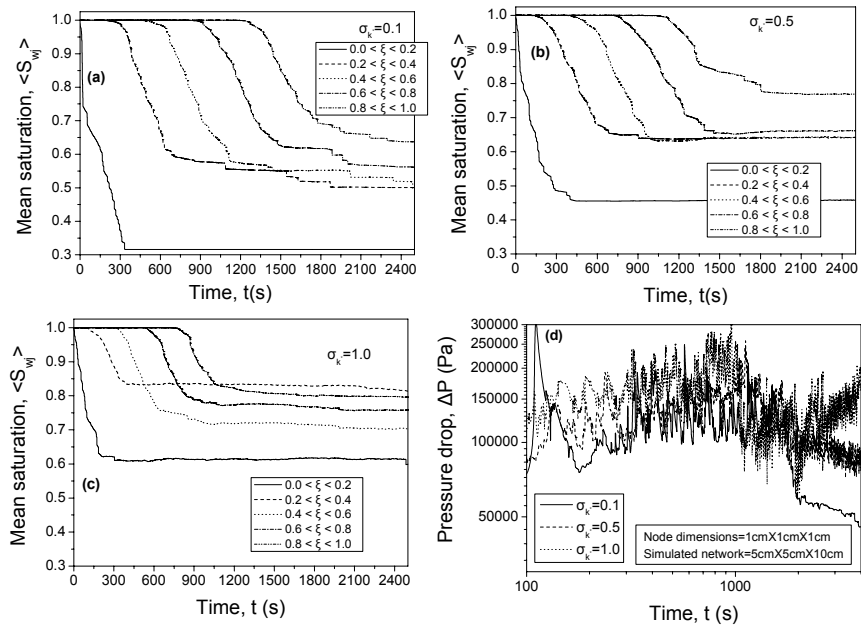 (a)
σk'=0.1
Mean saturation, <Swj>
1.0
0.9
0.8
0.7
0.6
0.5
0.4
0.3
0.0 < ξ < 0.2
0.2 < ξ < 0.4
0.4 < ξ < 0.6
0.6 < ξ < 0.8
0.8 < ξ < 1.0
0 300 600 900 1200 1500 1800 2100 2400
Time, t(s)
(b)
σk'=0.5
Mean saturation, <Swj>
1.0
0.9
0.8
0.7
0.6
0.5
0.4
0.3
0.0 < ξ < 0.2
0.2 < ξ < 0.4
0.4 < ξ < 0.6
0.6 < ξ < 0.8
0.8 < ξ < 1.0
0 300 600 900 1200 1500 1800 2100 2400
Time, t(s)
(c)
σk'=1.0
Mean saturation, <Swj>
1.0
0.9
0.8
0.7
0.6
0.5
0.4
0.3
0.0 < ξ < 0.2
0.2 < ξ < 0.4
0.4 < ξ < 0.6
0.6 < ξ < 0.8
0.8 < ξ < 1.0
0 300 600 900 1200 1500 1800 2100 2400
Time, t (s)
(d)
Pressure drop, ΔP (Pa)
300000
250000
200000
150000
100000
50000
σk'=0.1
σk'=0.5
σk'=1.0
Node dimensions=1cmX1cmX1cm
Simulated network=5cmX5cmX10cm
100 1000
Time, t (s)